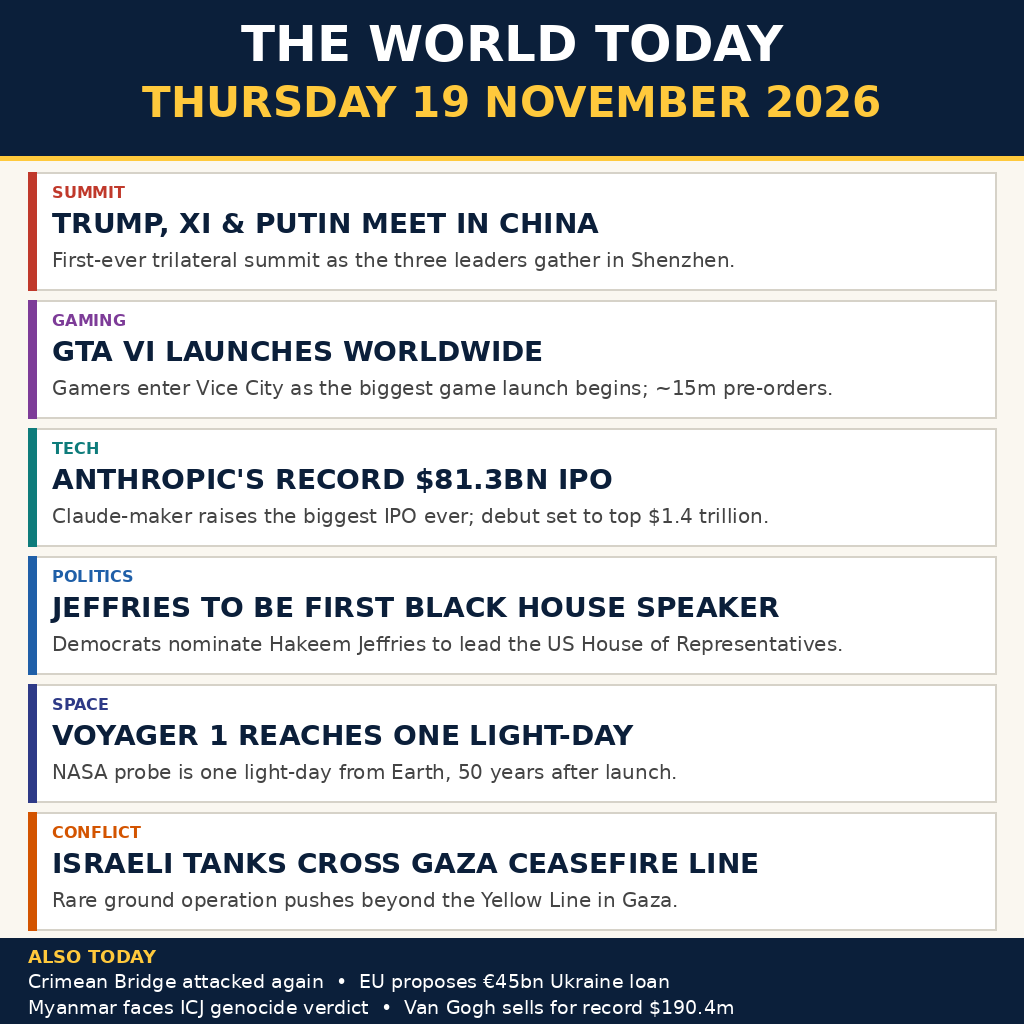 THE WORLD TODAY
THURSDAY 19 NOVEMBER 2026
SUMMIT
TRUMP, XI & PUTIN MEET IN CHINA
First-ever trilateral summit as the three leaders gather in Shenzhen.
GAMING
GTA VI LAUNCHES WORLDWIDE
Gamers enter Vice City as the biggest game launch begins; ~15m pre-orders.
TECH
ANTHROPIC'S RECORD $81.3BN IPO
Claude-maker raises the biggest IPO ever; debut set to top $1.4 trillion.
POLITICS
JEFFRIES TO BE FIRST BLACK HOUSE SPEAKER
Democrats nominate Hakeem Jeffries to lead the US House of Representatives.
SPACE
VOYAGER 1 REACHES ONE LIGHT-DAY
NASA probe is one light-day from Earth, 50 years after launch.
CONFLICT
ISRAELI TANKS CROSS GAZA CEASEFIRE LINE
Rare ground operation pushes beyond the Yellow Line in Gaza.
ALSO TODAY
Crimean Bridge attacked again • EU proposes €45bn Ukraine loan
Myanmar faces ICJ genocide verdict • Van Gogh sells for record $190.4m